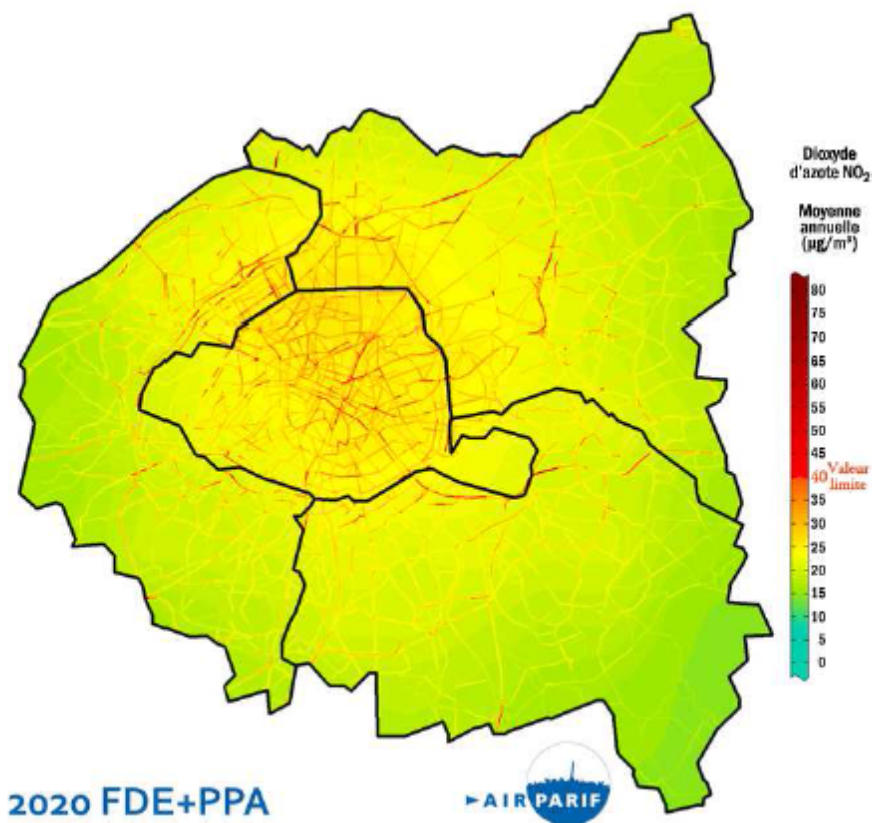 Dioxyde
d'azote NO₂
Moyenne
annuelle
(µg/m³)
80
75
70
65
60
55
50
45
40 Valeur
limite
35
30
25
20
15
10
5
0
2020 FDE+PPA
AIRPARIF